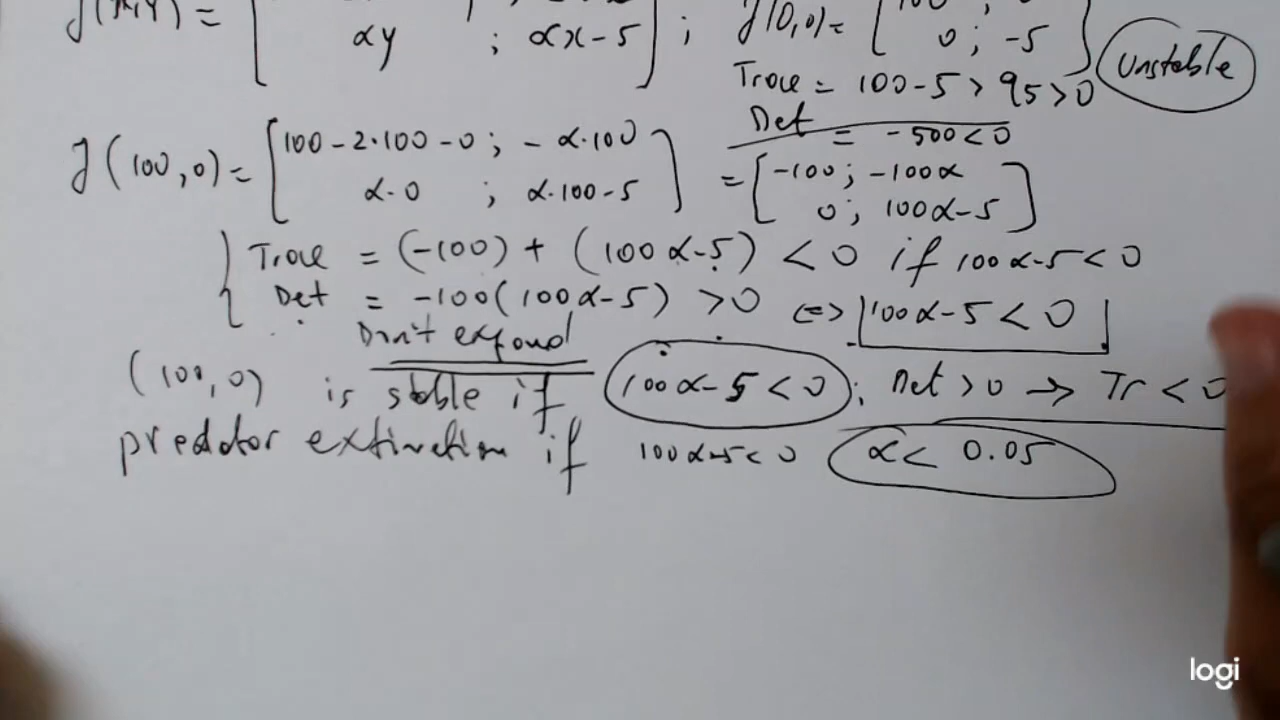 J(x,y) = [
αy ; αx-5 ] ; J(0,0) = [ 100 ; 0
0 ; -5 ]
Unstable
Trace = 100-5 > 95>0
Det = -500<0
J(100,0) = [ 100-2·100-0 ; -α·100
α·0 ; α·100-5 ]
= [ -100 ; -100α
0 ; 100α-5 ]
{ Trace = (-100) + (100α-5) < 0 if 100α-5<0
Det = -100(100α-5) >0 <=> 100α-5<0
Don't expand
(100,0) is stable if 100α-5<0 ; Det>0 → Tr<0
predator extinction if 100α-5<0 α< 0.05
logi